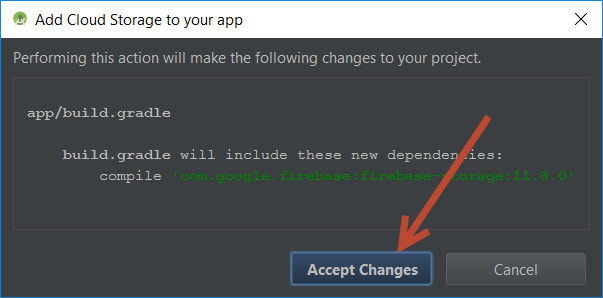 Add Cloud Storage to your app
Performing this action will make the following changes to your project.
app/build.gradle
build.gradle will include these new dependencies:
compile 'com.google.firebase:firebase-storage:11.8.0'
Accept Changes
Cancel